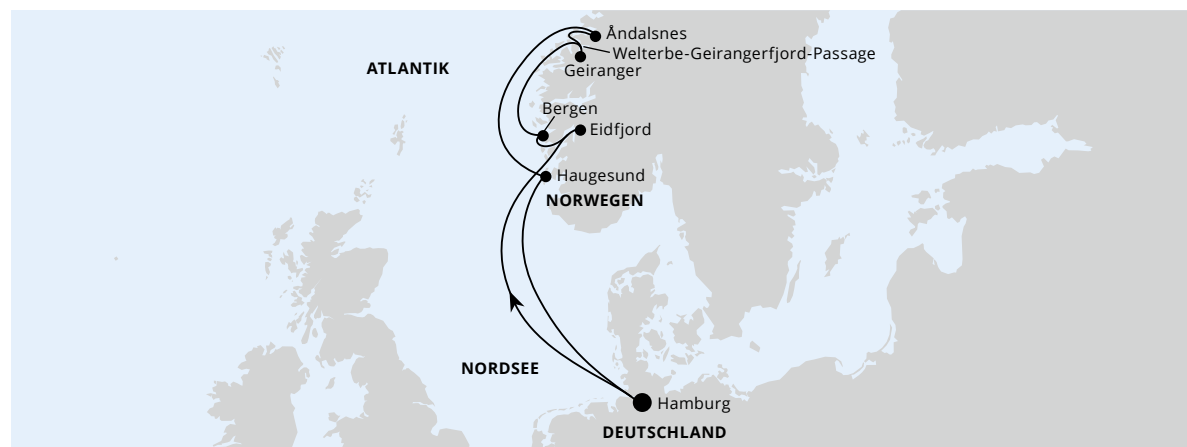 Åndalsnes
Welterbe-Geirangerfjord-Passage
ATLANTIK
Geiranger
Bergen
Eidfjord
Haugesund
NORWEGEN
NORDSEE
Hamburg
DEUTSCHLAND